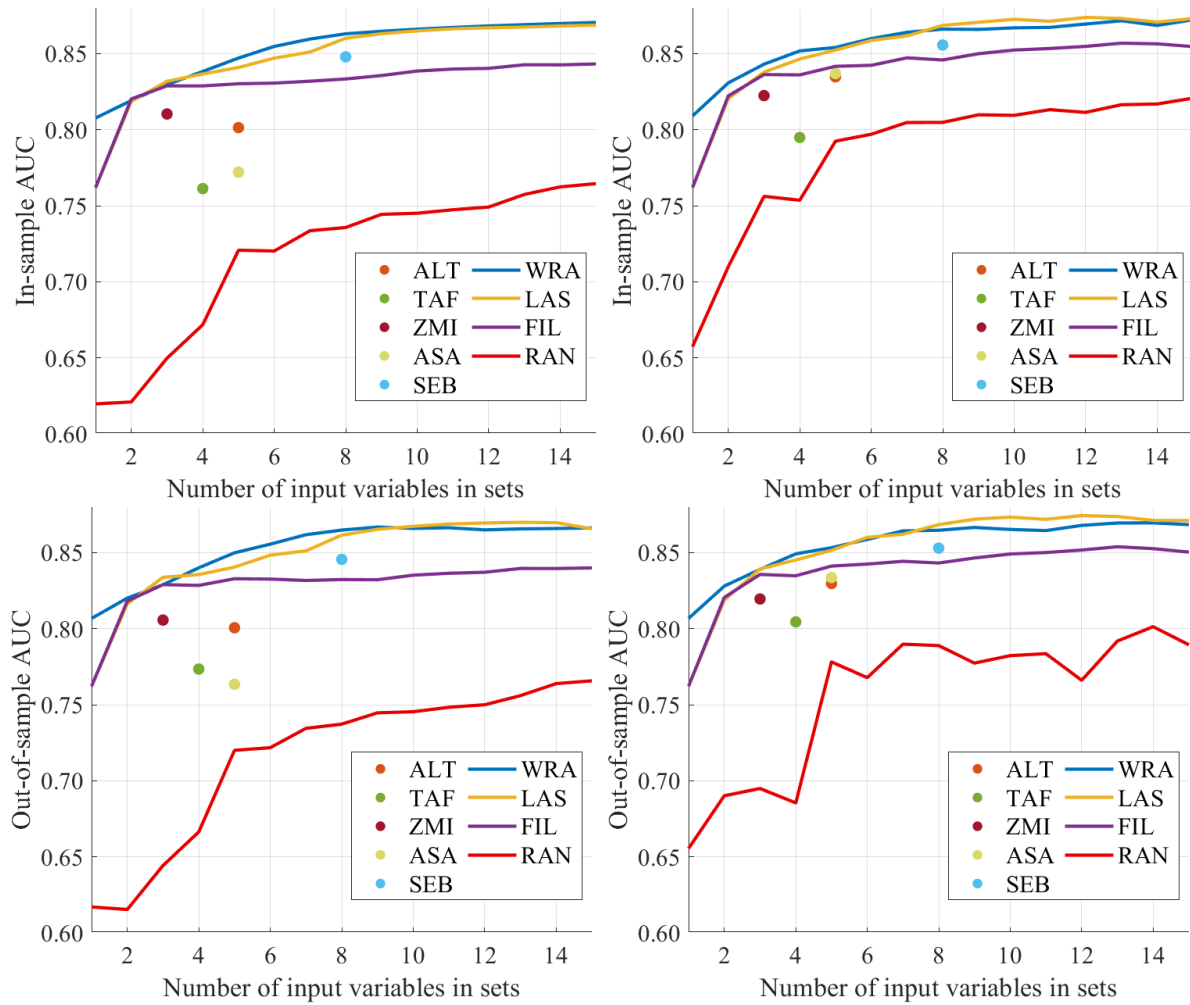 In-sample AUC
0.85
0.80
0.75
0.70
0.65
0.60
2 4 6 8 10 12 14
Number of input variables in sets
ALT WRA
TAF LAS
ZMI FIL
ASA RAN
SEB
In-sample AUC
0.85
0.80
0.75
0.70
0.65
0.60
2 4 6 8 10 12 14
Number of input variables in sets
ALT WRA
TAF LAS
ZMI FIL
ASA RAN
SEB
Out-of-sample AUC
0.85
0.80
0.75
0.70
0.65
0.60
2 4 6 8 10 12 14
Number of input variables in sets
ALT WRA
TAF LAS
ZMI FIL
ASA RAN
SEB
Out-of-sample AUC
0.85
0.80
0.75
0.70
0.65
0.60
2 4 6 8 10 12 14
Number of input variables in sets
ALT WRA
TAF LAS
ZMI FIL
ASA RAN
SEB